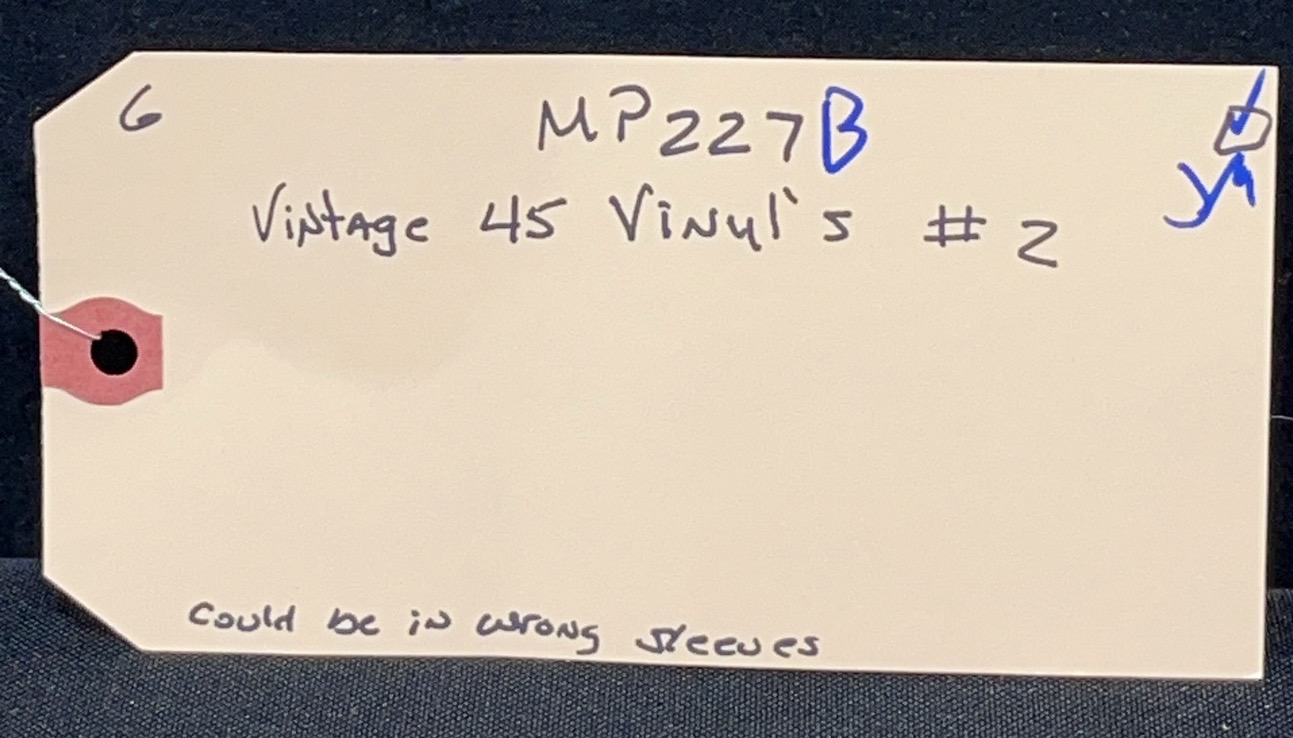 6 MP227B
Vintage 45 Vinyl's # 2
Could be in wrong sleeves